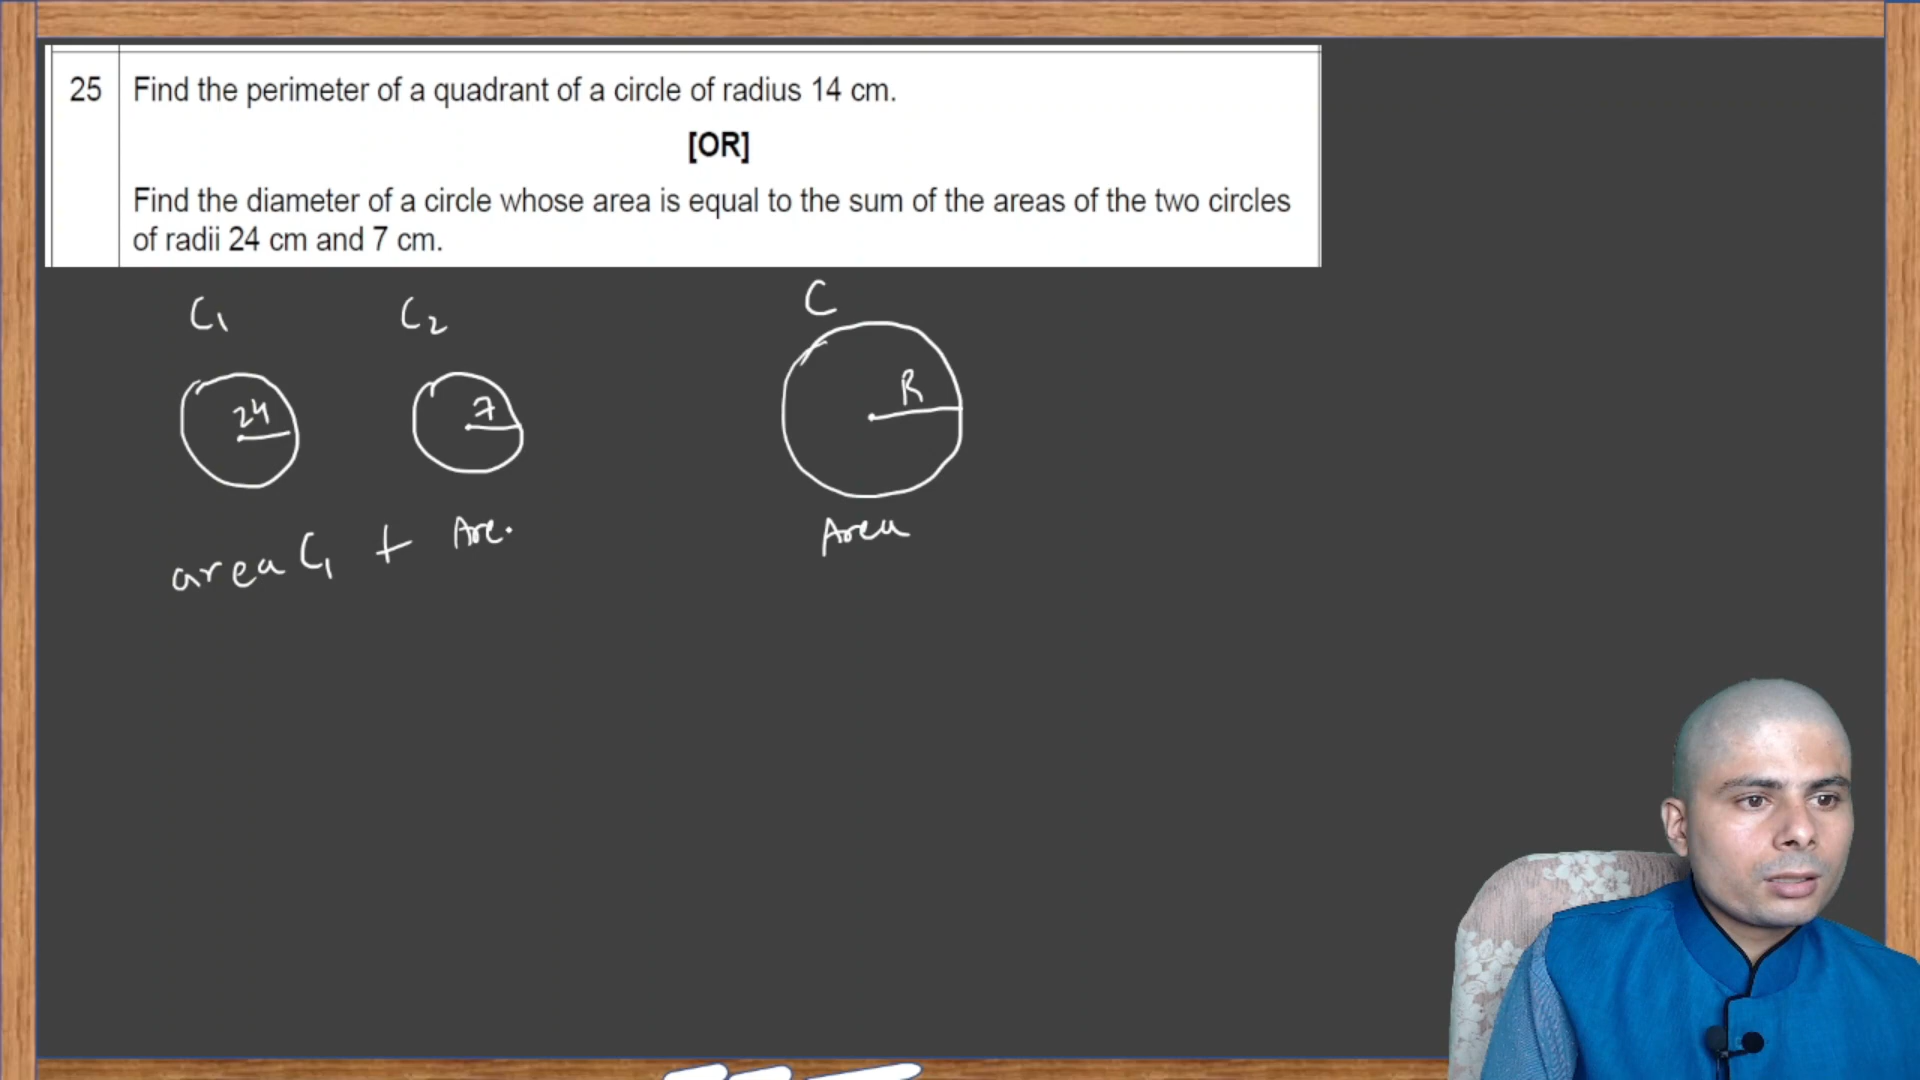 25 Find the perimeter of a quadrant of a circle of radius 14 cm.
[OR]
Find the diameter of a circle whose area is equal to the sum of the areas of the two circles
of radii 24 cm and 7 cm.
C1 C2 C
24 7 R
area C1 + Are. Area